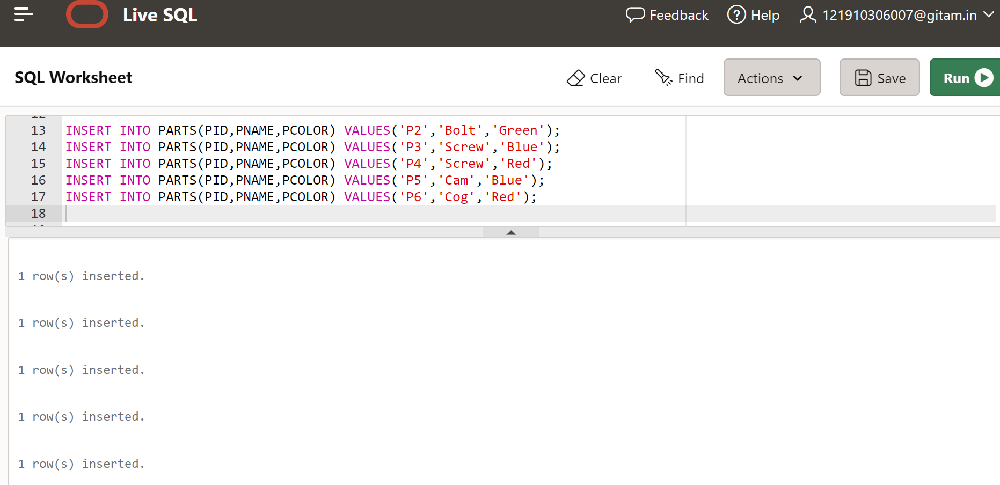 Live SQL
Feedback
Help
121910306007@gitam.in
SQL Worksheet
Clear
Find
Actions
Save
Run
13 INSERT INTO PARTS(PID,PNAME,PCOLOR) VALUES('P2','Bolt','Green');
14 INSERT INTO PARTS(PID,PNAME,PCOLOR) VALUES('P3','Screw','Blue');
15 INSERT INTO PARTS(PID,PNAME,PCOLOR) VALUES('P4','Screw','Red');
16 INSERT INTO PARTS(PID,PNAME,PCOLOR) VALUES('P5','Cam','Blue');
17 INSERT INTO PARTS(PID,PNAME,PCOLOR) VALUES('P6','Cog','Red');
18
1 row(s) inserted.
1 row(s) inserted.
1 row(s) inserted.
1 row(s) inserted.
1 row(s) inserted.